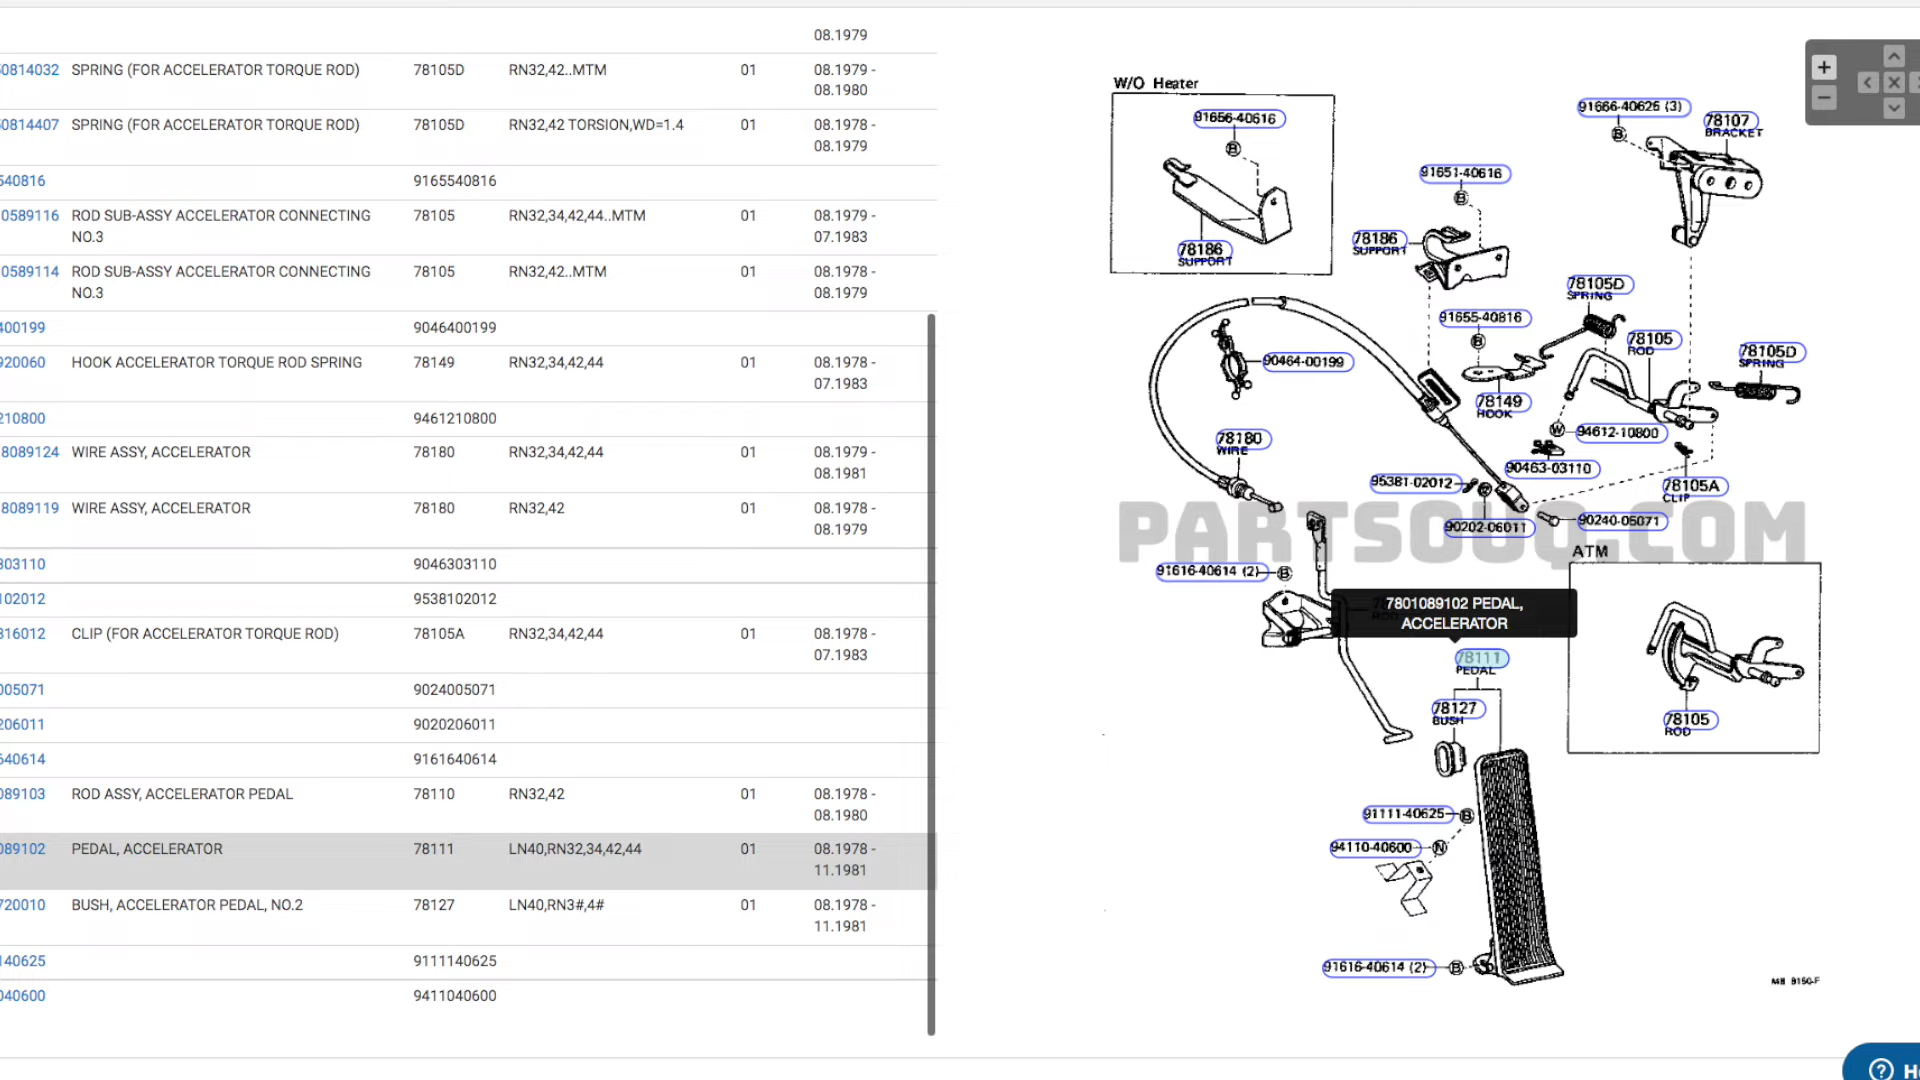 08.1979
0814032 SPRING (FOR ACCELERATOR TORQUE ROD) 78105D RN32,42..MTM 01 08.1979 -
08.1980
0814407 SPRING (FOR ACCELERATOR TORQUE ROD) 78105D RN32,42 TORSION,WD=1.4 01 08.1978 -
08.1979
540816 9165540816
0589116 ROD SUB-ASSY ACCELERATOR CONNECTING 78105 RN32,34,42,44..MTM 01 08.1979 -
NO.3 07.1983
0589114 ROD SUB-ASSY ACCELERATOR CONNECTING 78105 RN32,42..MTM 01 08.1978 -
NO.3 08.1979
400199 9046400199
920060 HOOK ACCELERATOR TORQUE ROD SPRING 78149 RN32,34,42,44 01 08.1978 -
07.1983
210800 9461210800
8089124 WIRE ASSY, ACCELERATOR 78180 RN32,34,42,44 01 08.1979 -
08.1981
8089119 WIRE ASSY, ACCELERATOR 78180 RN32,42 01 08.1978 -
08.1979
303110 9046303110
102012 9538102012
816012 CLIP (FOR ACCELERATOR TORQUE ROD) 78105A RN32,34,42,44 01 08.1978 -
07.1983
005071 9024005071
206011 9020206011
640614 9161640614
089103 ROD ASSY, ACCELERATOR PEDAL 78110 RN32,42 01 08.1978 -
08.1980
089102 PEDAL, ACCELERATOR 78111 LN40,RN32,34,42,44 01 08.1978 -
11.1981
720010 BUSH, ACCELERATOR PEDAL, NO.2 78127 LN40,RN3#,4# 01 08.1978 -
11.1981
140625 9111140625
040600 9411040600
W/O Heater
91656-40616
B
78186
SUPPORT
91666-40625 (3)
B
78107
BRACKET
91651-40616
B
78186
SUPPORT
78105D
SPRING
91655-40816
B
78105
ROD
78105D
SPRING
90464-00199
78149
HOOK
W
94612-10800
78180
WIRE
90463-03110
95381-02012
78105A
CLIP
90202-06011
90240-05071
PARTSOUQ.COM
ATM
91616-40614 (2)
B
7801089102 PEDAL,
ACCELERATOR
78111
PEDAL
78127
BUSH
78105
ROD
91111-40625
B
94110-40600
N
91616-40614 (2)
B
M8 8150-F
+
−
?